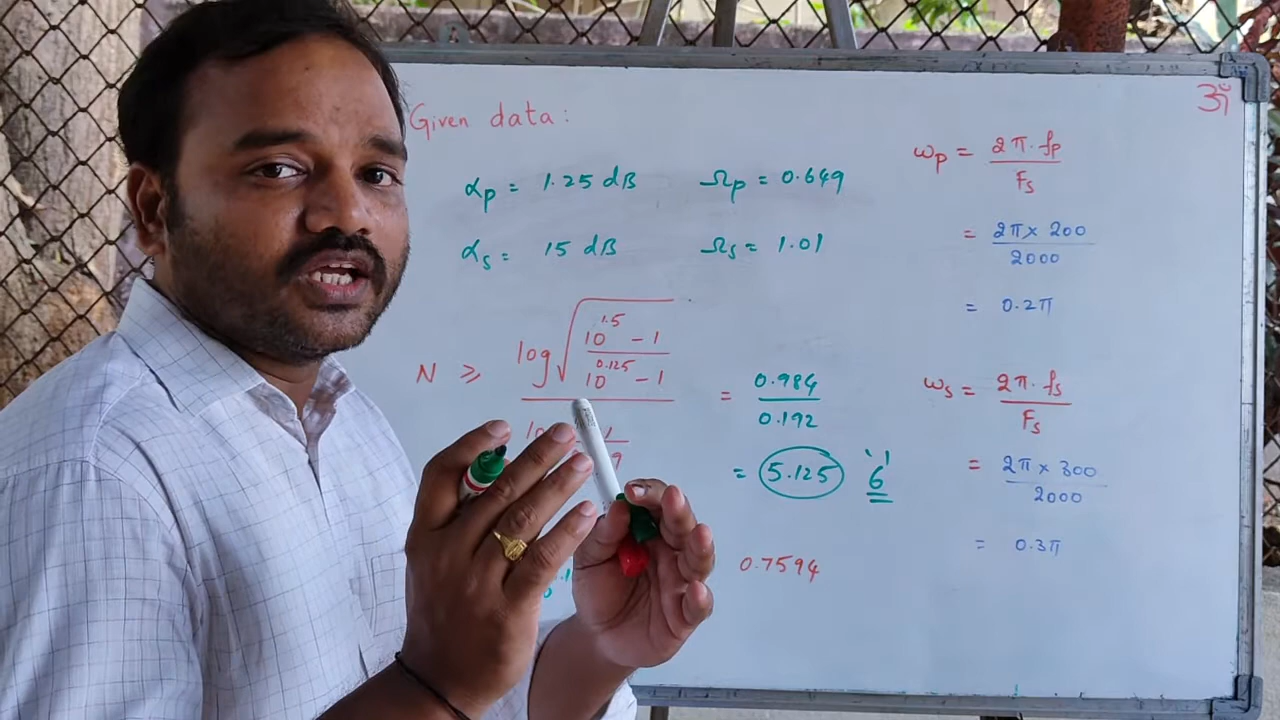 ॐ
Given data:
αp = 1.25 dB Ωp = 0.649
αs = 15 dB Ωs = 1.01
N ≥ log √((10^1.5 - 1)/(10^0.125 - 1))
= 0.984/0.192
= 5.125 6
0.7594
ωp = 2π.fp/Fs
= 2π × 200/2000
= 0.2π
ωs = 2π.fs/Fs
= 2π × 300/2000
= 0.3π